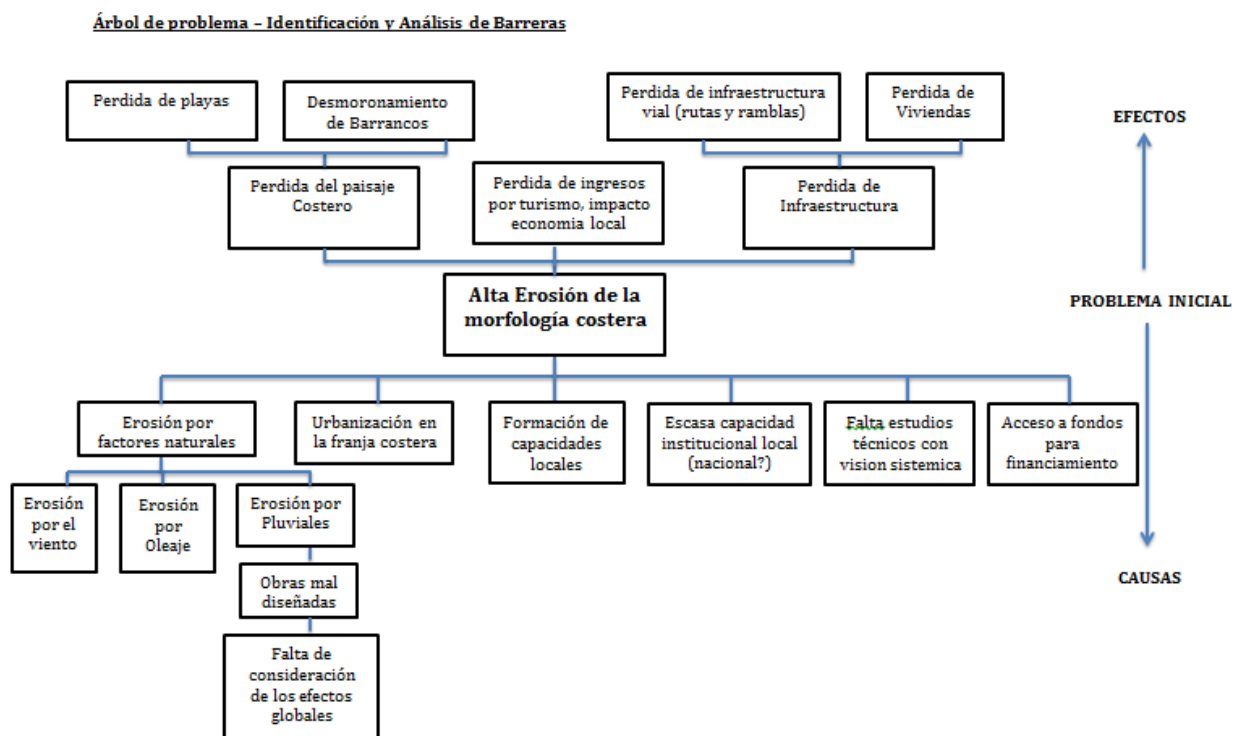 Árbol de problema – Identificación y Análisis de Barreras
Perdida de playas
Desmoronamiento
de Barrancos
Perdida de infraestructura
vial (rutas y ramblas)
Perdida de
Viviendas
EFECTOS
Perdida del paisaje
Costero
Perdida de ingresos
por turismo, impacto
economia local
Perdida de
Infraestructura
Alta Erosión de la
morfología costera
PROBLEMA INICIAL
Erosión por
factores naturales
Urbanización en
la franja costera
Formación de
capacidades
locales
Escasa capacidad
institucional local
(nacional?)
Falta estudios
técnicos con
vision sistemica
Acceso a fondos
para
financiamiento
Erosión
por el
viento
Erosión
por
Oleaje
Erosión por
Pluviales
CAUSAS
Obras mal
diseñadas
Falta de
consideración
de los efectos
globales